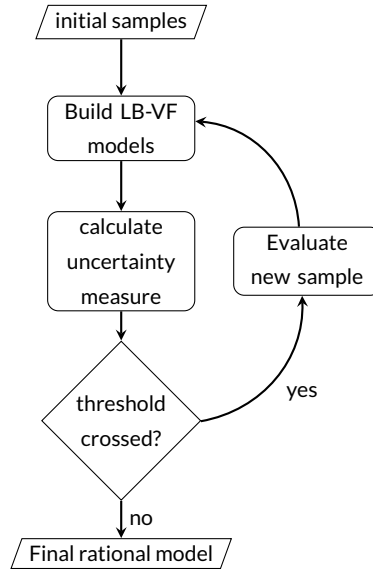 initial samples
Build LB-VF
models
calculate
uncertainty
measure
Evaluate
new sample
threshold
crossed?
yes
no
Final rational model